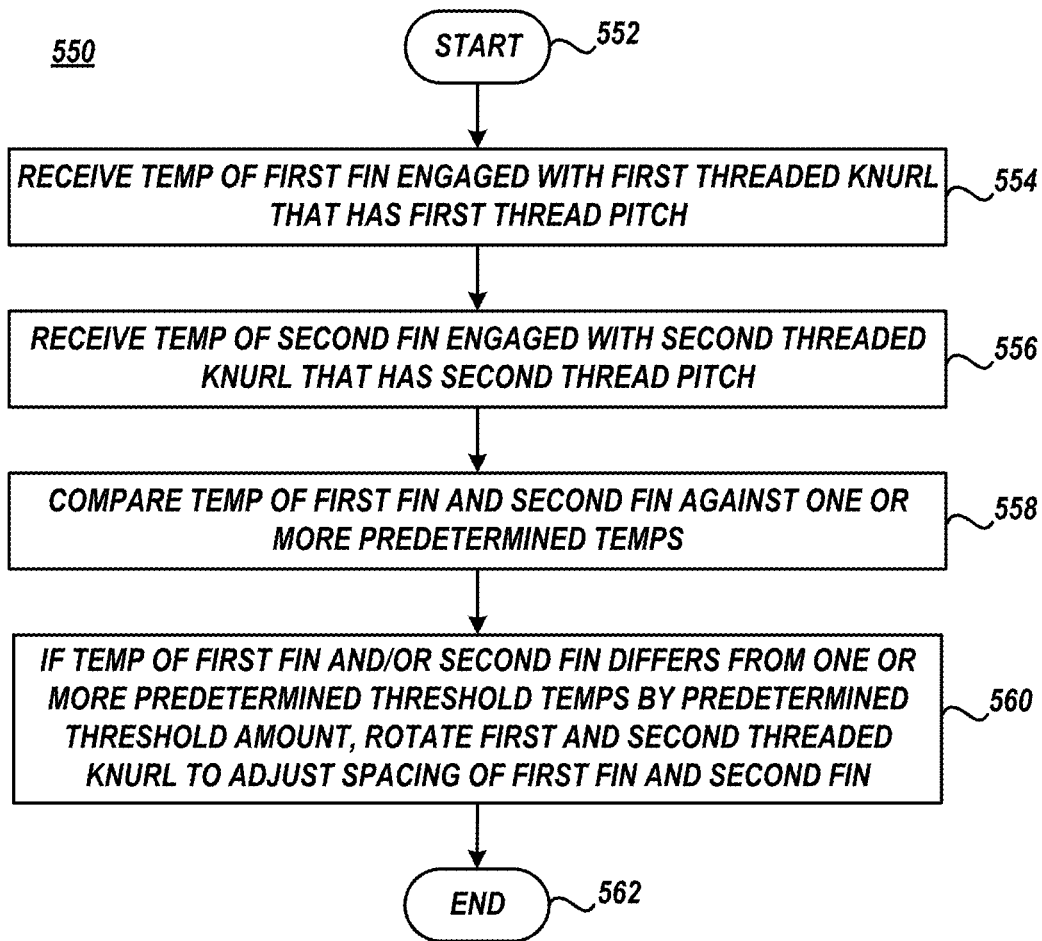 550
START
552
RECEIVE TEMP OF FIRST FIN ENGAGED WITH FIRST THREADED KNURL
THAT HAS FIRST THREAD PITCH
554
RECEIVE TEMP OF SECOND FIN ENGAGED WITH SECOND THREADED
KNURL THAT HAS SECOND THREAD PITCH
556
COMPARE TEMP OF FIRST FIN AND SECOND FIN AGAINST ONE OR
MORE PREDETERMINED TEMPS
558
IF TEMP OF FIRST FIN AND/OR SECOND FIN DIFFERS FROM ONE OR
MORE PREDETERMINED THRESHOLD TEMPS BY PREDETERMINED
THRESHOLD AMOUNT, ROTATE FIRST AND SECOND THREADED
KNURL TO ADJUST SPACING OF FIRST FIN AND SECOND FIN
560
END
562